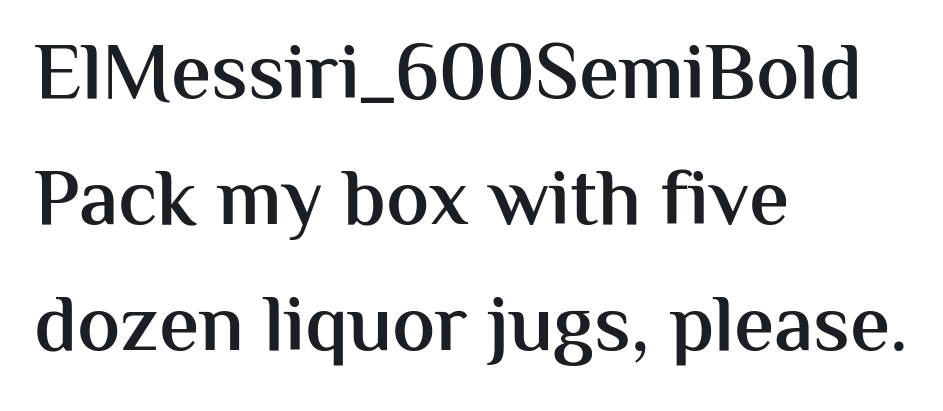 ElMessiri_600SemiBold
Pack my box with five
dozen liquor jugs, please.